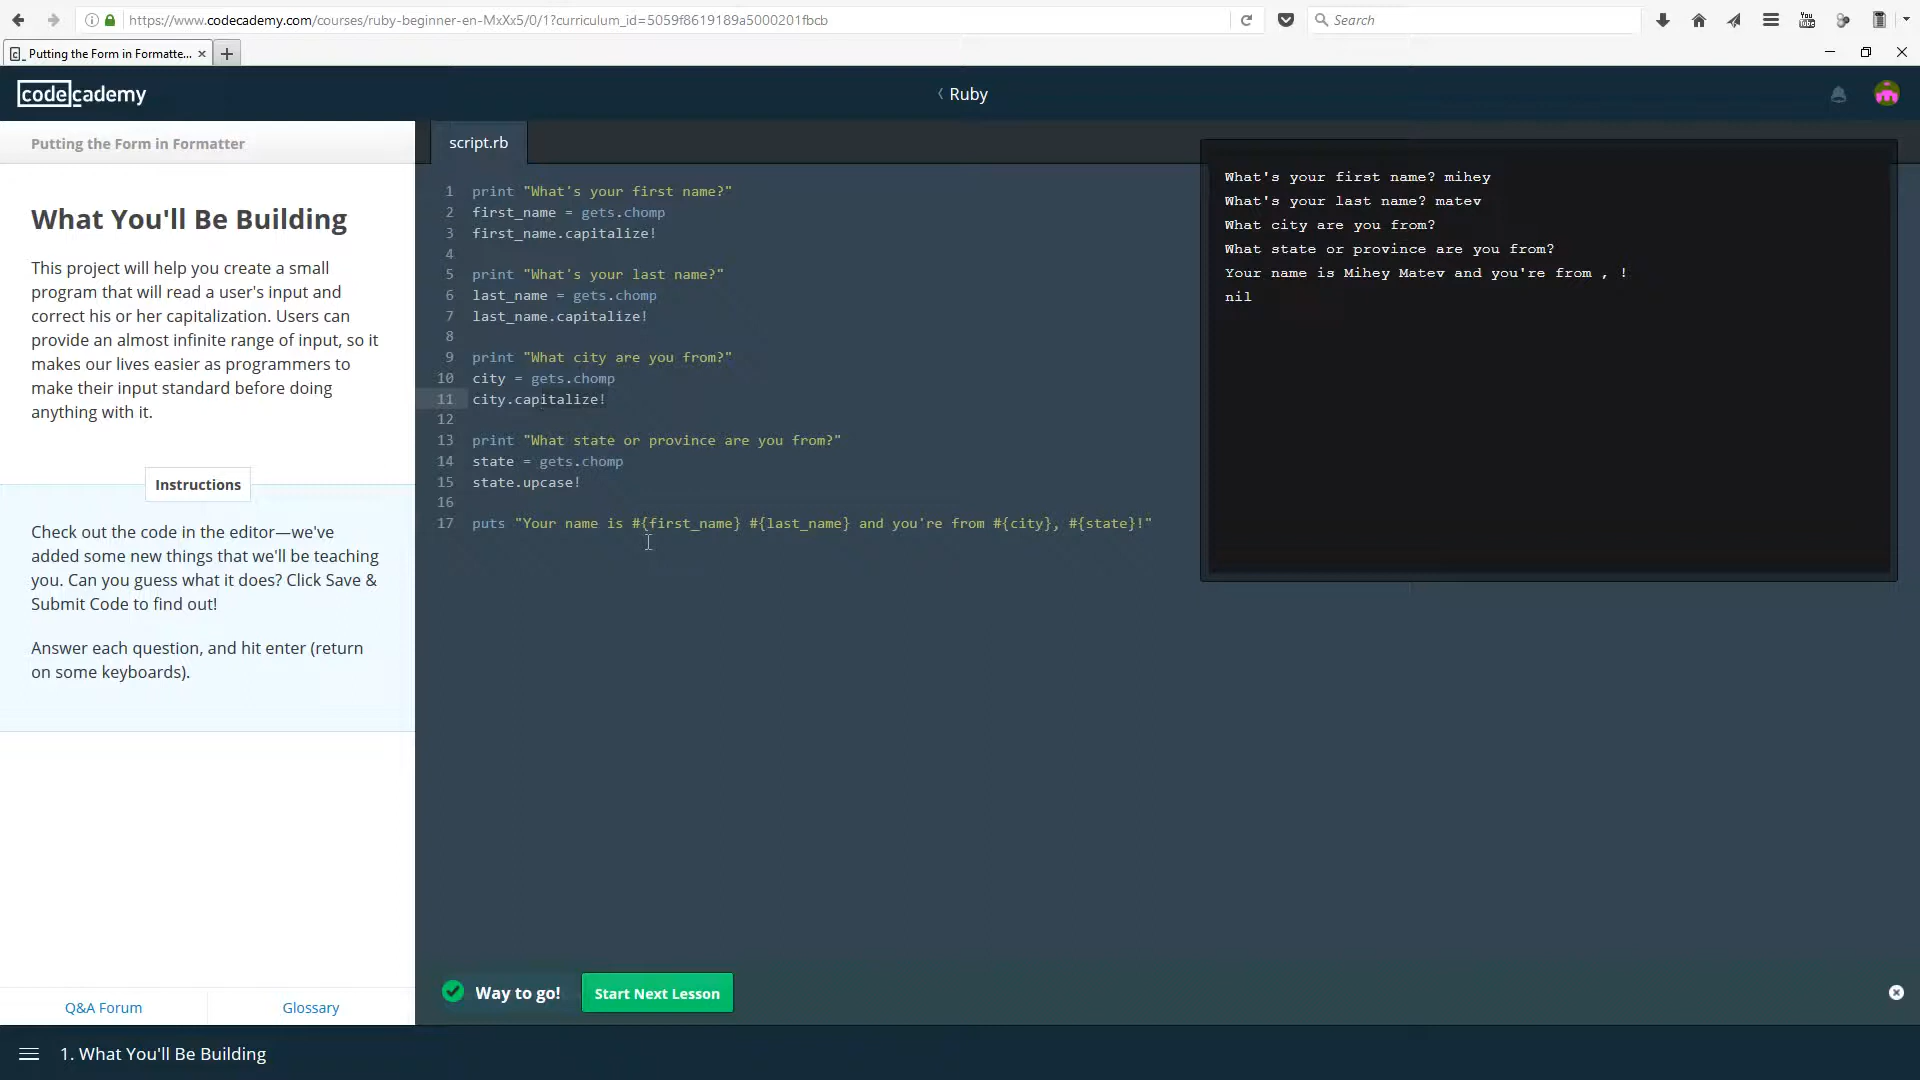 https://www.codecademy.com/courses/ruby-beginner-en-MxXx5/0/1?curriculum_id=5059f8619189a5000201fbcb
Search
Putting the Form in Formatte...
codecademy
Ruby
Putting the Form in Formatter
What You'll Be Building
This project will help you create a small
program that will read a user's input and
correct his or her capitalization. Users can
provide an almost infinite range of input, so it
makes our lives easier as programmers to
make their input standard before doing
anything with it.
Instructions
Check out the code in the editor—we've
added some new things that we'll be teaching
you. Can you guess what it does? Click Save &
Submit Code to find out!
Answer each question, and hit enter (return
on some keyboards).
Q&A Forum
Glossary
script.rb
1 print "What's your first name?"
2 first_name = gets.chomp
3 first_name.capitalize!
4
5 print "What's your last name?"
6 last_name = gets.chomp
7 last_name.capitalize!
8
9 print "What city are you from?"
10 city = gets.chomp
11 city.capitalize!
12
13 print "What state or province are you from?"
14 state = gets.chomp
15 state.upcase!
16
17 puts "Your name is #{first_name} #{last_name} and you're from #{city}, #{state}!"
What's your first name? mihey
What's your last name? matev
What city are you from?
What state or province are you from?
Your name is Mihey Matev and you're from , !
nil
Way to go!
Start Next Lesson
1. What You'll Be Building